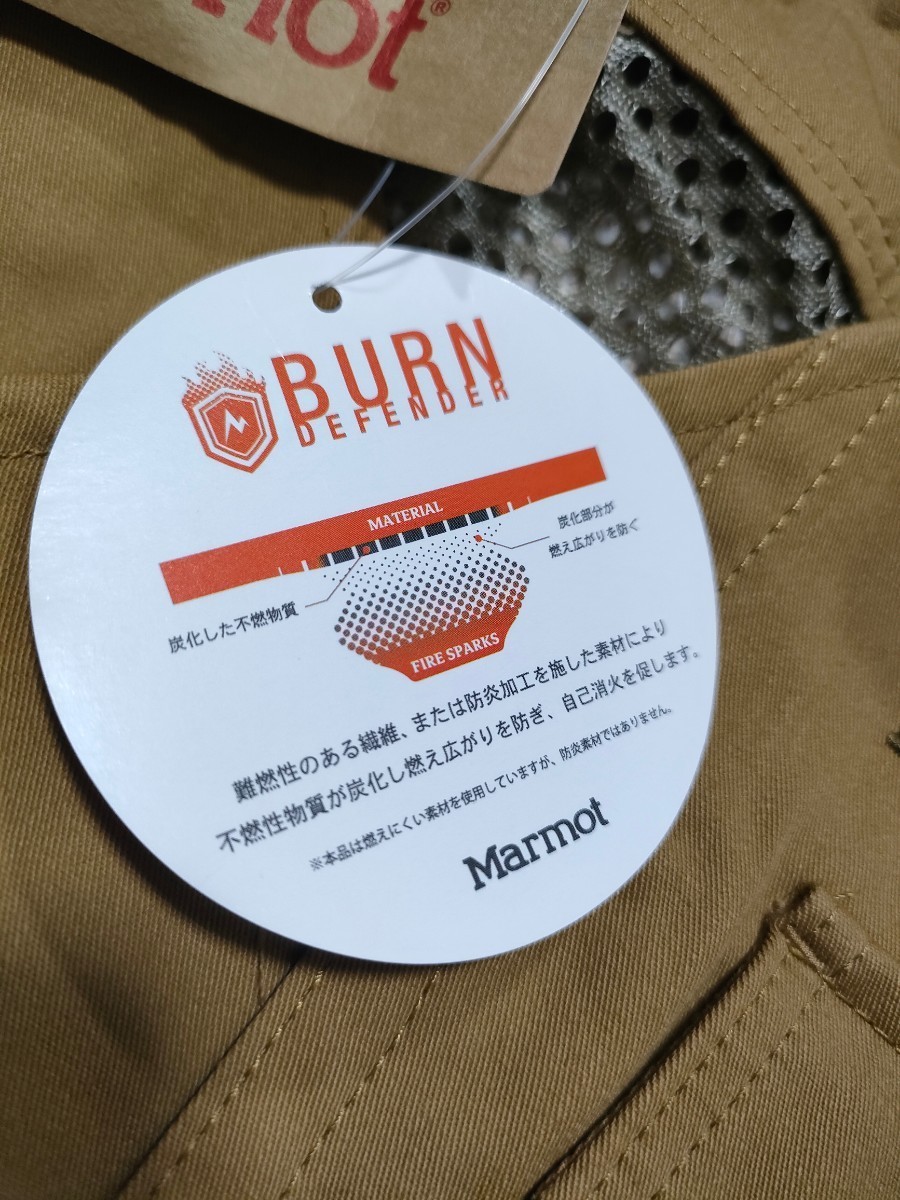 mot®
BURN
DEFENDER
MATERIAL
炭化部分が
燃え広がりを防ぐ
炭化した不燃物質
FIRE SPARKS
難燃性のある繊維、または防炎加工を施した素材により
不燃性物質が炭化し燃え広がりを防ぎ、自己消火を促します。
※本品は燃えにくい素材を使用していますが、防炎素材ではありません。
Marmot